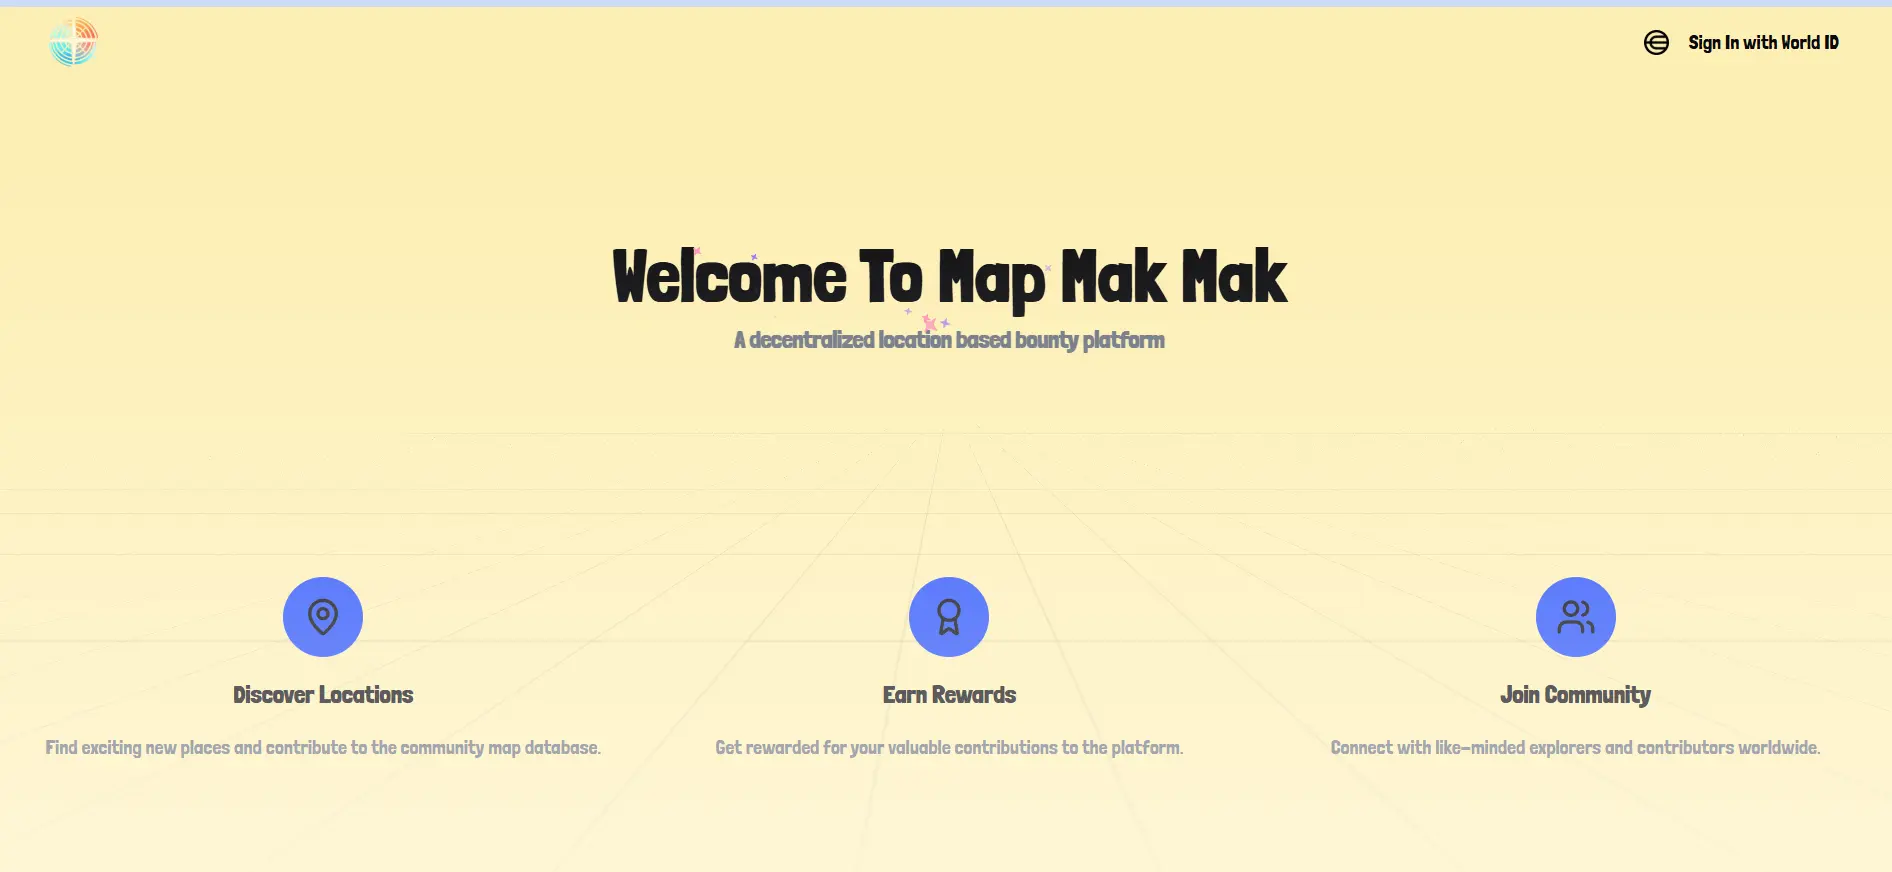 Sign In with World ID
Welcome To Map Mak Mak
A decentralized location based bounty platform
Discover Locations
Find exciting new places and contribute to the community map database.
Earn Rewards
Get rewarded for your valuable contributions to the platform.
Join Community
Connect with like-minded explorers and contributors worldwide.